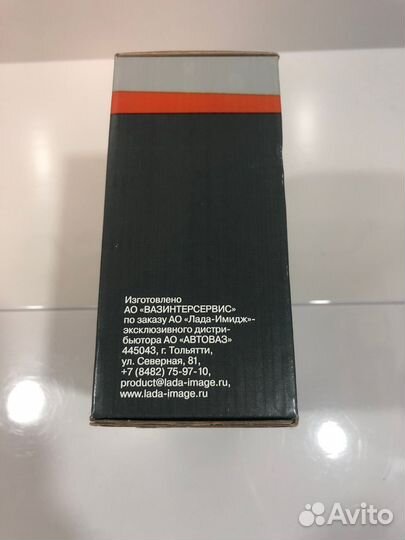 Изготовлено
АО «ВАЗИНТЕРСЕРВИС»
по заказу АО «Лада-Имидж»-
эксклюзивного дистри-
бьютора АО «АВТОВАЗ»
445043, г. Тольятти,
ул. Северная, 81,
+7 (8482) 75-97-10,
product@lada-image.ru,
www.lada-image.ru
Avito